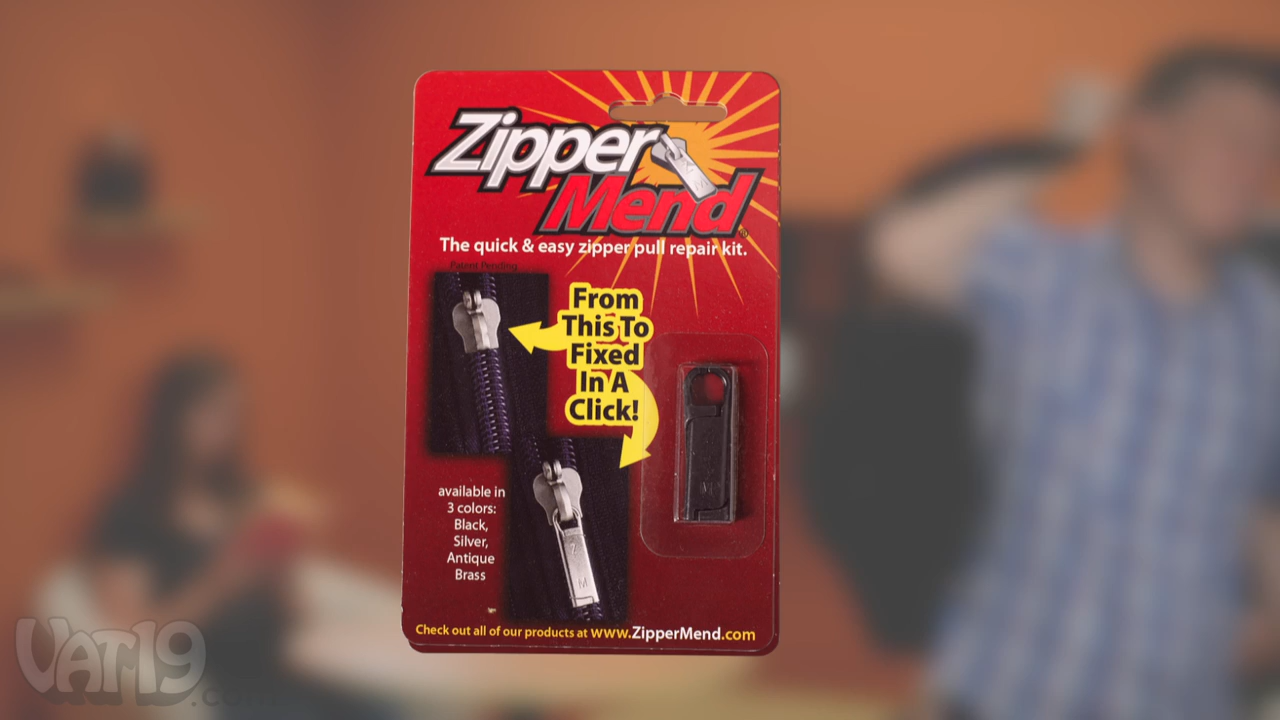 Zipper
Mend
The quick & easy zipper pull repair kit.
Patent Pending
From
This To
Fixed
In A
Click!
available in
3 colors:
Black,
Silver,
Antique
Brass
Z
M
M
Check out all of our products at www.ZipperMend.com
VAT19.com